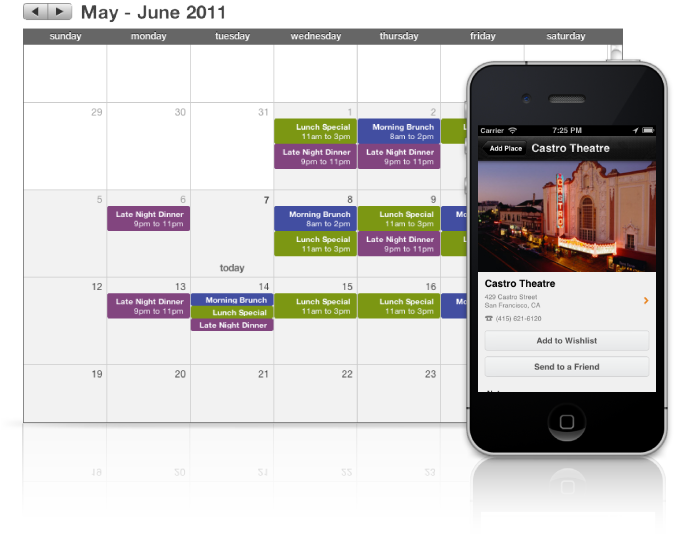 May - June 2011
sunday monday tuesday wednesday thursday friday saturday
29 30 31 1 2
Lunch Special
11am to 3pm
Late Night Dinner
9pm to 11pm
Morning Brunch
8am to 2pm
Late Night Dinner
9pm to 11pm
L
5 6 7 8 9
Late Night Dinner
9pm to 11pm
today
Morning Brunch
8am to 2pm
Lunch Special
11am to 3pm
Lunch Special
11am to 3pm
Late Night Dinner
9pm to 11pm
Mo
L
12 13 14 15 16
Late Night Dinner
9pm to 11pm
Morning Brunch
Lunch Special
Late Night Dinner
Lunch Special
11am to 3pm
Lunch Special
11am to 3pm
Mo
19 20 21 22 23
Carrier 7:25 PM
Add Place Castro Theatre
CASTRO
Castro Theatre
429 Castro Street
San Francisco, CA
(415) 621-6120
Add to Wishlist
Send to a Friend